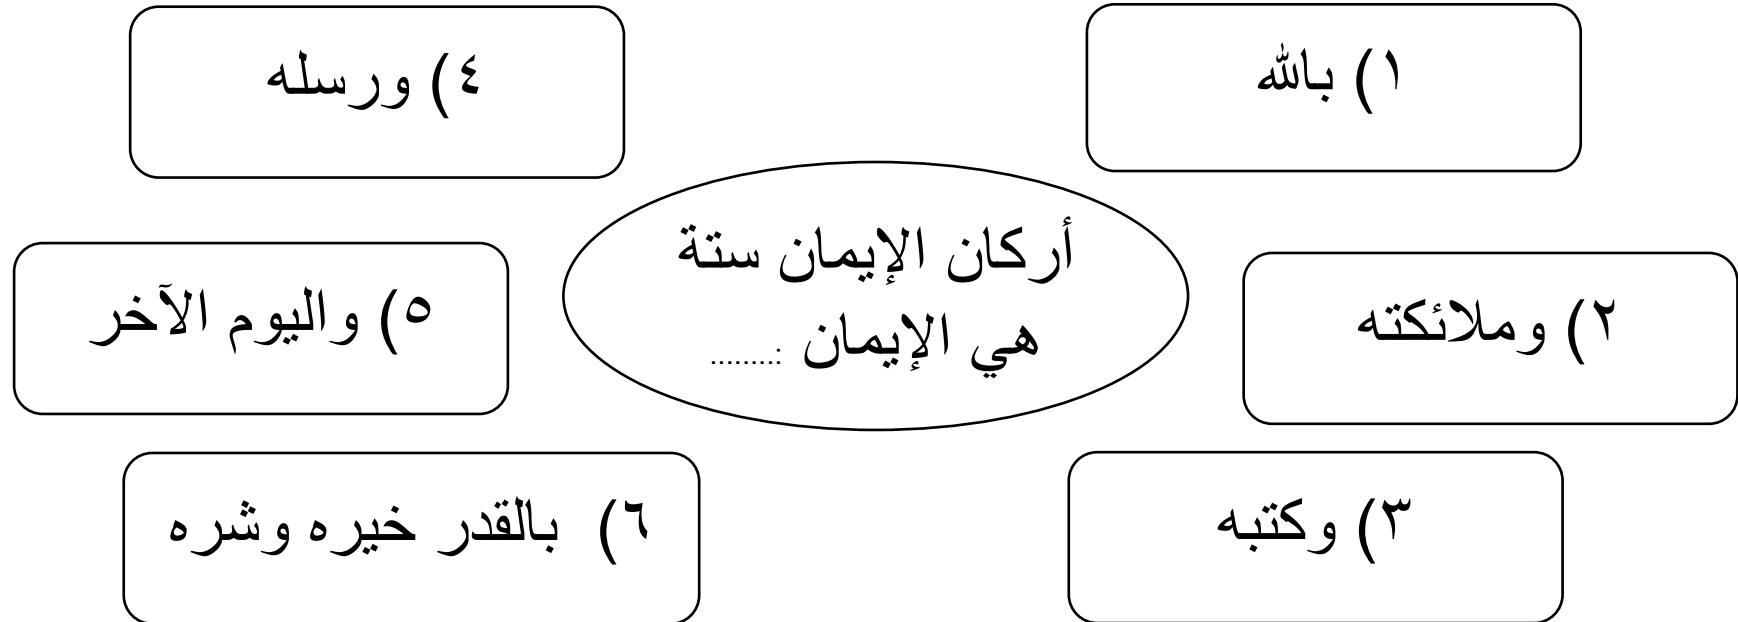 أركان الإيمان ستة
هي الإيمان :........
١) بالله
٢) وملائكته
٣) وكتبه
٤) ورسله
٥) واليوم الآخر
٦) بالقدر خيره وشره